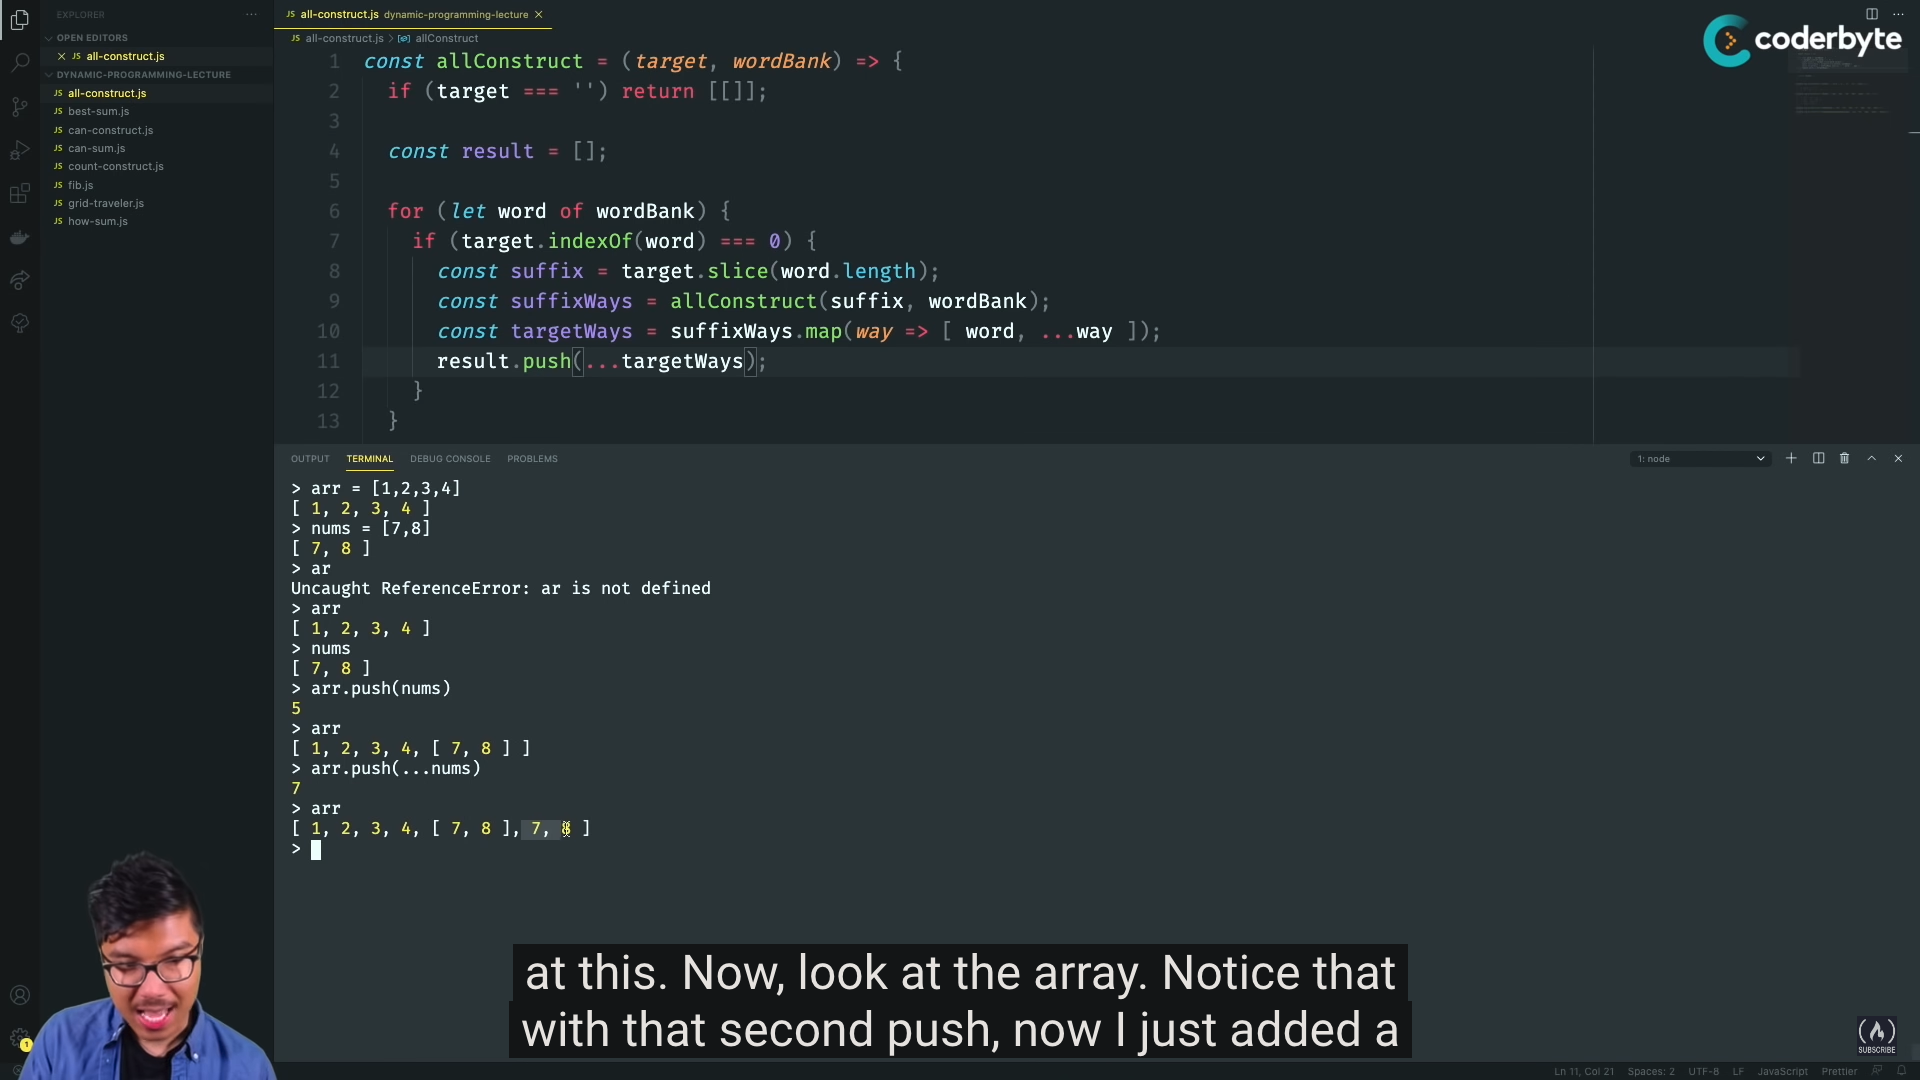 EXPLORER
OPEN EDITORS
JS all-construct.js
DYNAMIC-PROGRAMMING-LECTURE
JS all-construct.js
JS best-sum.js
JS can-construct.js
JS can-sum.js
JS count-construct.js
JS fib.js
JS grid-traveler.js
JS how-sum.js
JS all-construct.js dynamic-programming-lecture
JS all-construct.js > allConstruct
coderbyte
1 const allConstruct = (target, wordBank) => {
2 if (target === '') return [[]];
3
4 const result = [];
5
6 for (let word of wordBank) {
7 if (target.indexOf(word) === 0) {
8 const suffix = target.slice(word.length);
9 const suffixWays = allConstruct(suffix, wordBank);
10 const targetWays = suffixWays.map(way => [ word, ...way ]);
11 result.push(...targetWays);
12 }
13 }
OUTPUT TERMINAL DEBUG CONSOLE PROBLEMS
1: node
> arr = [1,2,3,4]
[ 1, 2, 3, 4 ]
> nums = [7,8]
[ 7, 8 ]
> ar
Uncaught ReferenceError: ar is not defined
> arr
[ 1, 2, 3, 4 ]
> nums
[ 7, 8 ]
> arr.push(nums)
5
> arr
[ 1, 2, 3, 4, [ 7, 8 ] ]
> arr.push(...nums)
7
> arr
[ 1, 2, 3, 4, [ 7, 8 ], 7, 8 ]
>
at this. Now, look at the array. Notice that
with that second push, now I just added a
SUBSCRIBE
1
Ln 11, Col 21 Spaces: 2 UTF-8 LF JavaScript Prettier